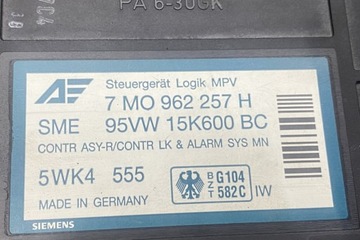 PA 6-30GK
AE Steuergerät Logik MPV
7 MO 962 257 H
SME 95VW 15K600 BC
CONTR ASY-R/CONTR LK & ALARM SYS MN
5WK4 555
BZT G104 582C IW
MADE IN GERMANY
SIEMENS